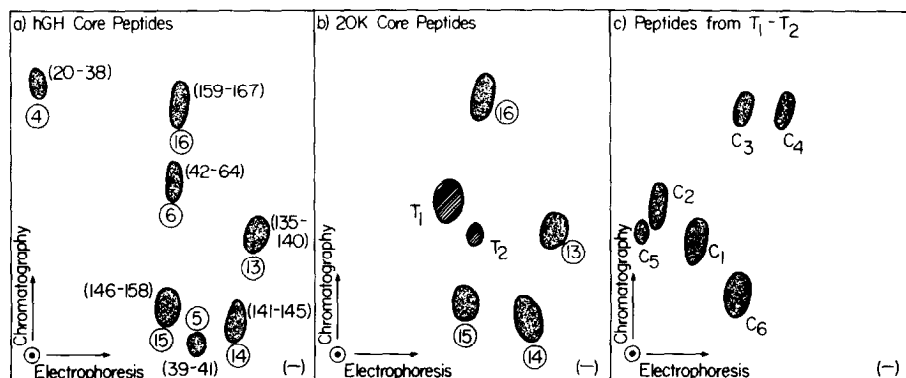 a) hGH Core Peptides
(20-38)
4
(159-167)
16
(42-64)
6
(135-
140)
13
(146-158)
15
5
(39-41)
(141-145)
14
Chromatography
Electrophoresis
(-)
b) 20K Core Peptides
16
T1
T2
13
15
14
Chromatography
Electrophoresis
(-)
c) Peptides from T1-T2
C3
C4
C2
C5
C1
C6
Chromatography
Electrophoresis
(-)